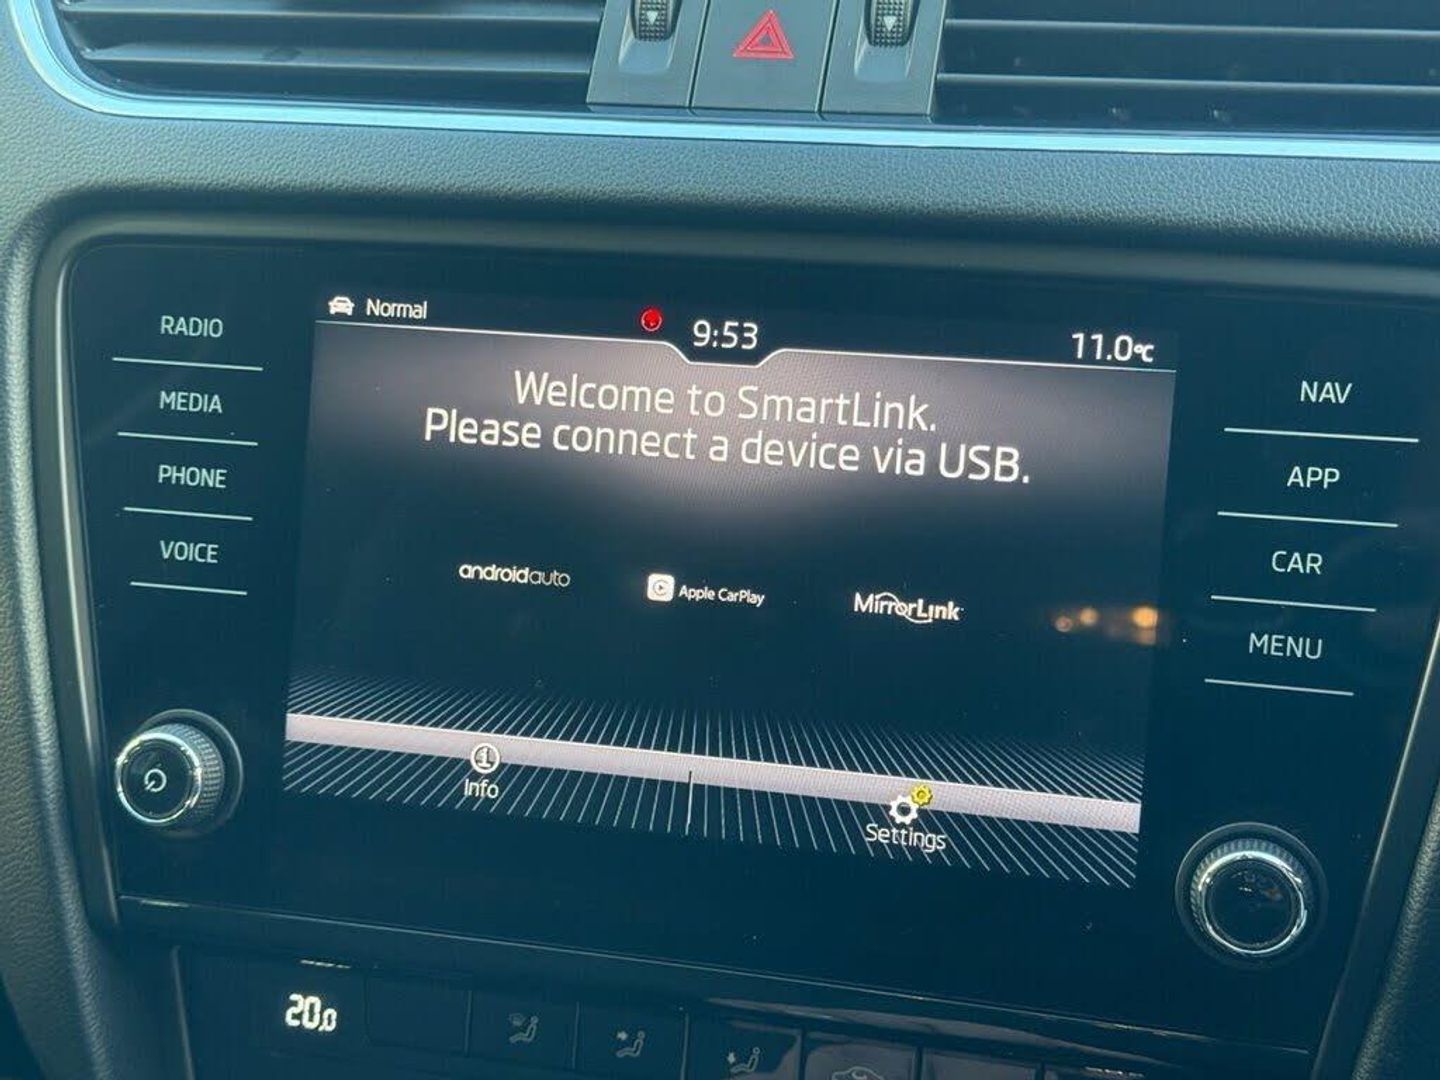 Normal
9:53
11.0°C
RADIO
MEDIA
PHONE
VOICE
Welcome to SmartLink.
Please connect a device via USB.
androidauto
Apple CarPlay
MirrorLink
Info
Settings
NAV
APP
CAR
MENU
20,0